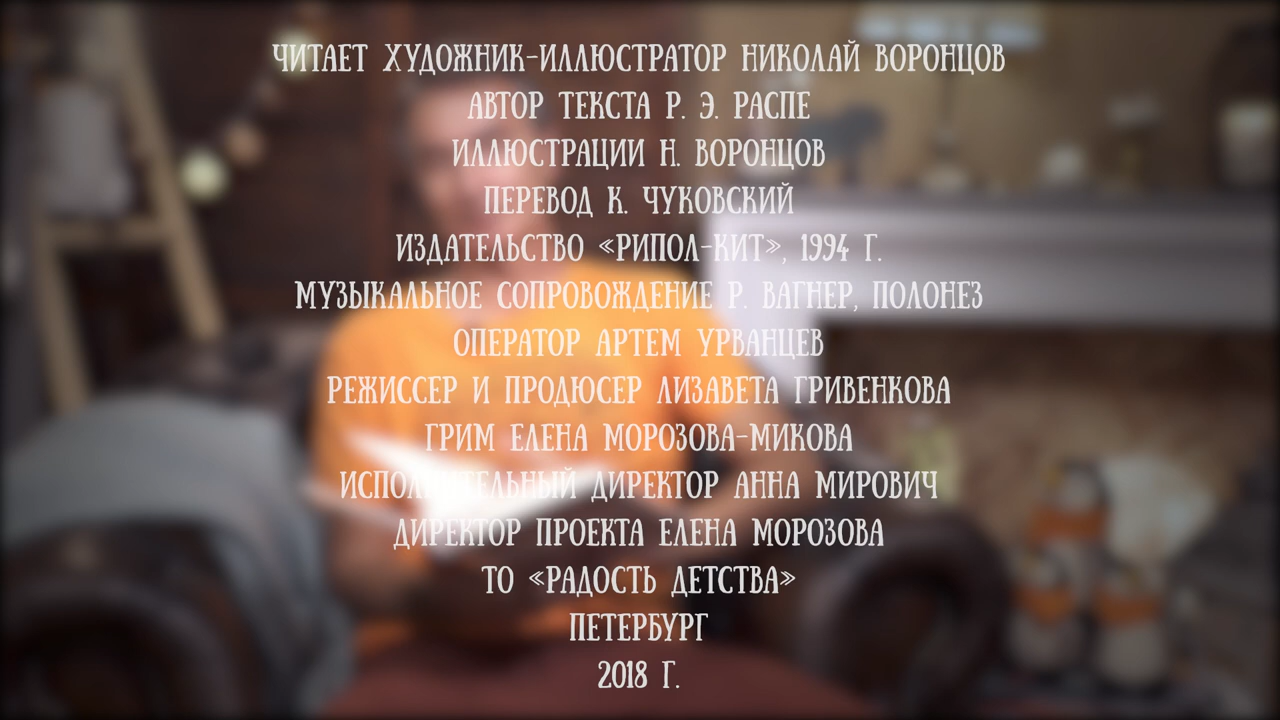 ЧИТАЕТ ХУДОЖНИК-ИЛЛЮСТРАТОР НИКОЛАЙ ВОРОНЦОВ
АВТОР ТЕКСТА Р. Э. РАСПЕ
ИЛЛЮСТРАЦИИ Н. ВОРОНЦОВ
ПЕРЕВОД К. ЧУКОВСКИЙ
ИЗДАТЕЛЬСТВО «РИПОЛ-КИТ», 1994 Г.
МУЗЫКАЛЬНОЕ СОПРОВОЖДЕНИЕ Р. ВАГНЕР, ПОЛОНЕЗ
ОПЕРАТОР АРТЕМ УРВАНЦЕВ
РЕЖИССЕР И ПРОДЮСЕР ЛИЗАВЕТА ГРИВЕНКОВА
ГРИМ ЕЛЕНА МОРОЗОВА-МИКОВА
ИСПОЛНИТЕЛЬНЫЙ ДИРЕКТОР АННА МИРОВИЧ
ДИРЕКТОР ПРОЕКТА ЕЛЕНА МОРОЗОВА
ТО «РАДОСТЬ ДЕТСТВА»
ПЕТЕРБУРГ
2018 Г.